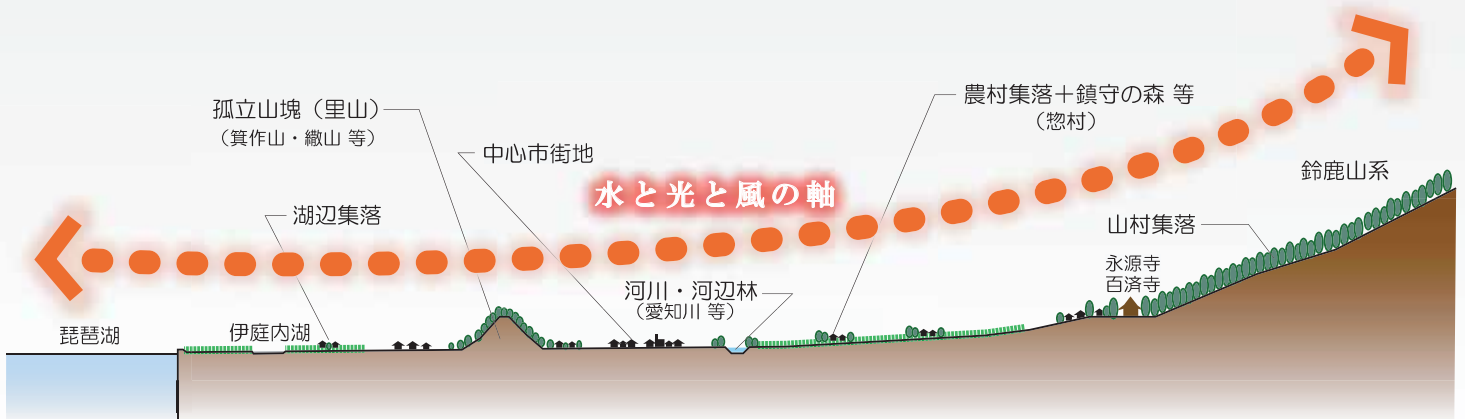 孤立山塊（里山）
（箕作山・繖山 等）
中心市街地
農村集落＋鎮守の森 等
（惣村）
水と光と風の軸
鈴鹿山系
湖辺集落
山村集落
永源寺
百済寺
河川・河辺林
（愛知川 等）
琵琶湖
伊庭内湖